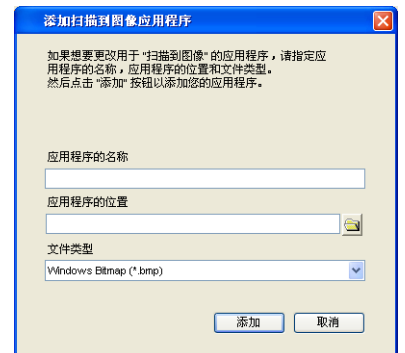 添加扫描到图像应用程序
如果想要更改用于 "扫描到图像" 的应用程序，请指定应
用程序的名称，应用程序的位置和文件类型。
然后点击 "添加" 按钮以添加您的应用程序。
应用程序的名称
应用程序的位置
文件类型
Windows Bitmap (*.bmp)
添加 取消